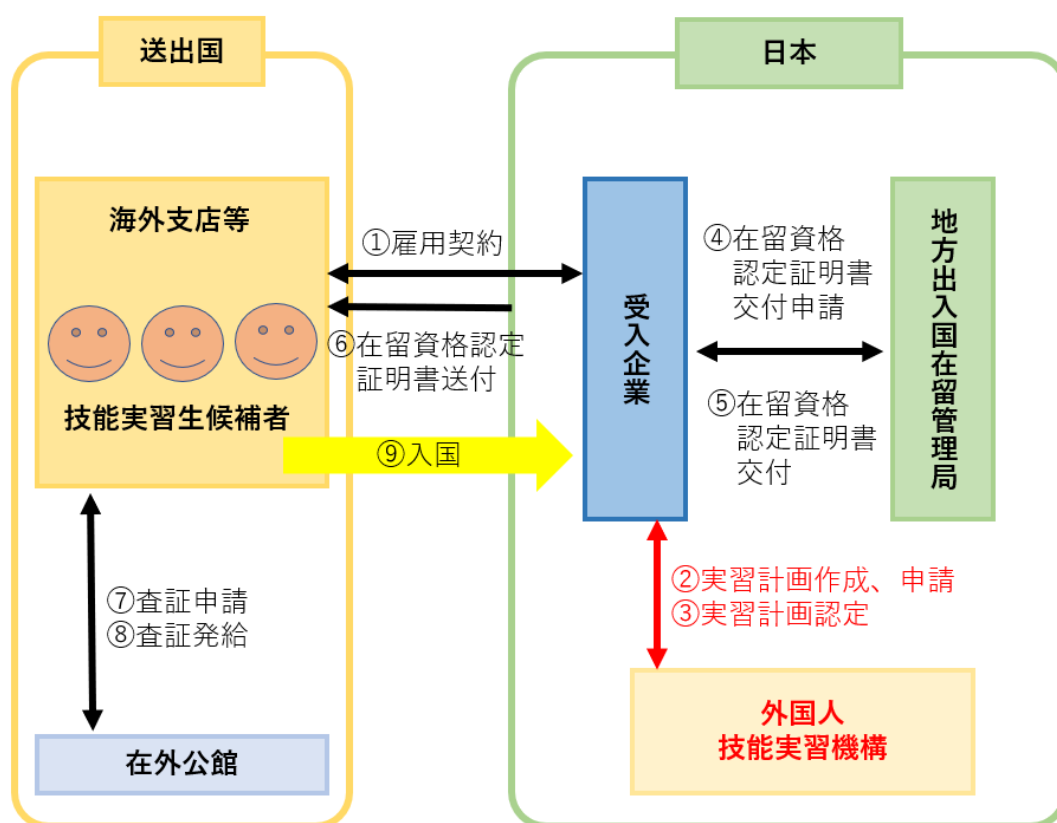 送出国
日本
海外支店等
技能実習生候補者
①雇用契約
⑥在留資格認定
証明書送付
⑨入国
受入企業
④在留資格
認定証明書
交付申請
⑤在留資格
認定証明書
交付
地方出入国在留管理局
⑦査証申請
⑧査証発給
②実習計画作成、申請
③実習計画認定
在外公館
外国人
技能実習機構